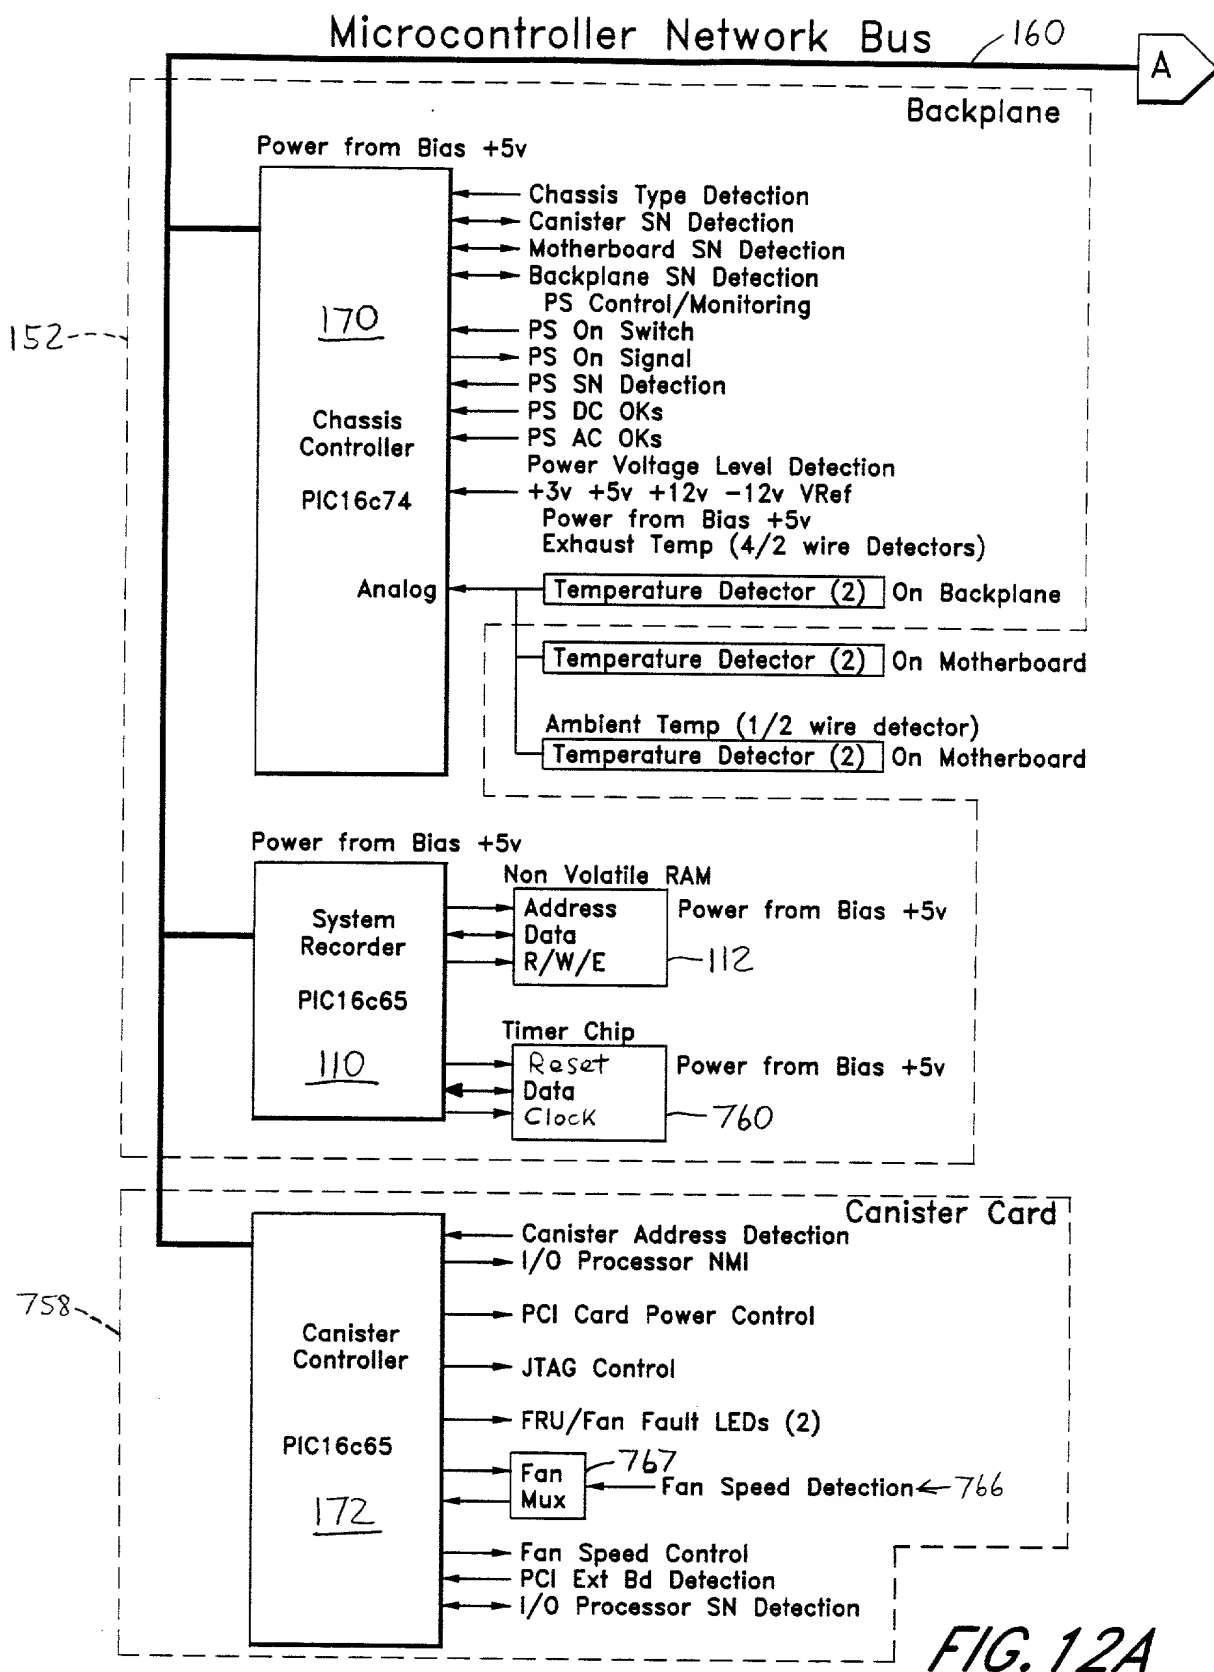 Microcontroller Network Bus
160
A
Backplane
Power from Bias +5v
Chassis Type Detection
Canister SN Detection
Motherboard SN Detection
Backplane SN Detection
PS Control/Monitoring
170
152
PS On Switch
PS On Signal
PS SN Detection
PS DC OKs
PS AC OKs
Chassis
Controller
PIC16c74
Power Voltage Level Detection
+3v +5v +12v -12v VRef
Power from Bias +5v
Exhaust Temp (4/2 wire Detectors)
Analog
Temperature Detector (2) On Backplane
Temperature Detector (2) On Motherboard
Ambient Temp (1/2 wire detector)
Temperature Detector (2) On Motherboard
Power from Bias +5v
Non Volatile RAM
System
Recorder
PIC16c65
110
Address
Data
R/W/E
Power from Bias +5v
112
Timer Chip
Reset
Data
Clock
Power from Bias +5v
760
Canister Card
Canister Address Detection
I/O Processor NMI
758
PCI Card Power Control
Canister
Controller
JTAG Control
FRU/Fan Fault LEDs (2)
PIC16c65
172
Fan
Mux
767
Fan Speed Detection
766
Fan Speed Control
PCI Ext Bd Detection
I/O Processor SN Detection
FIG. 12A